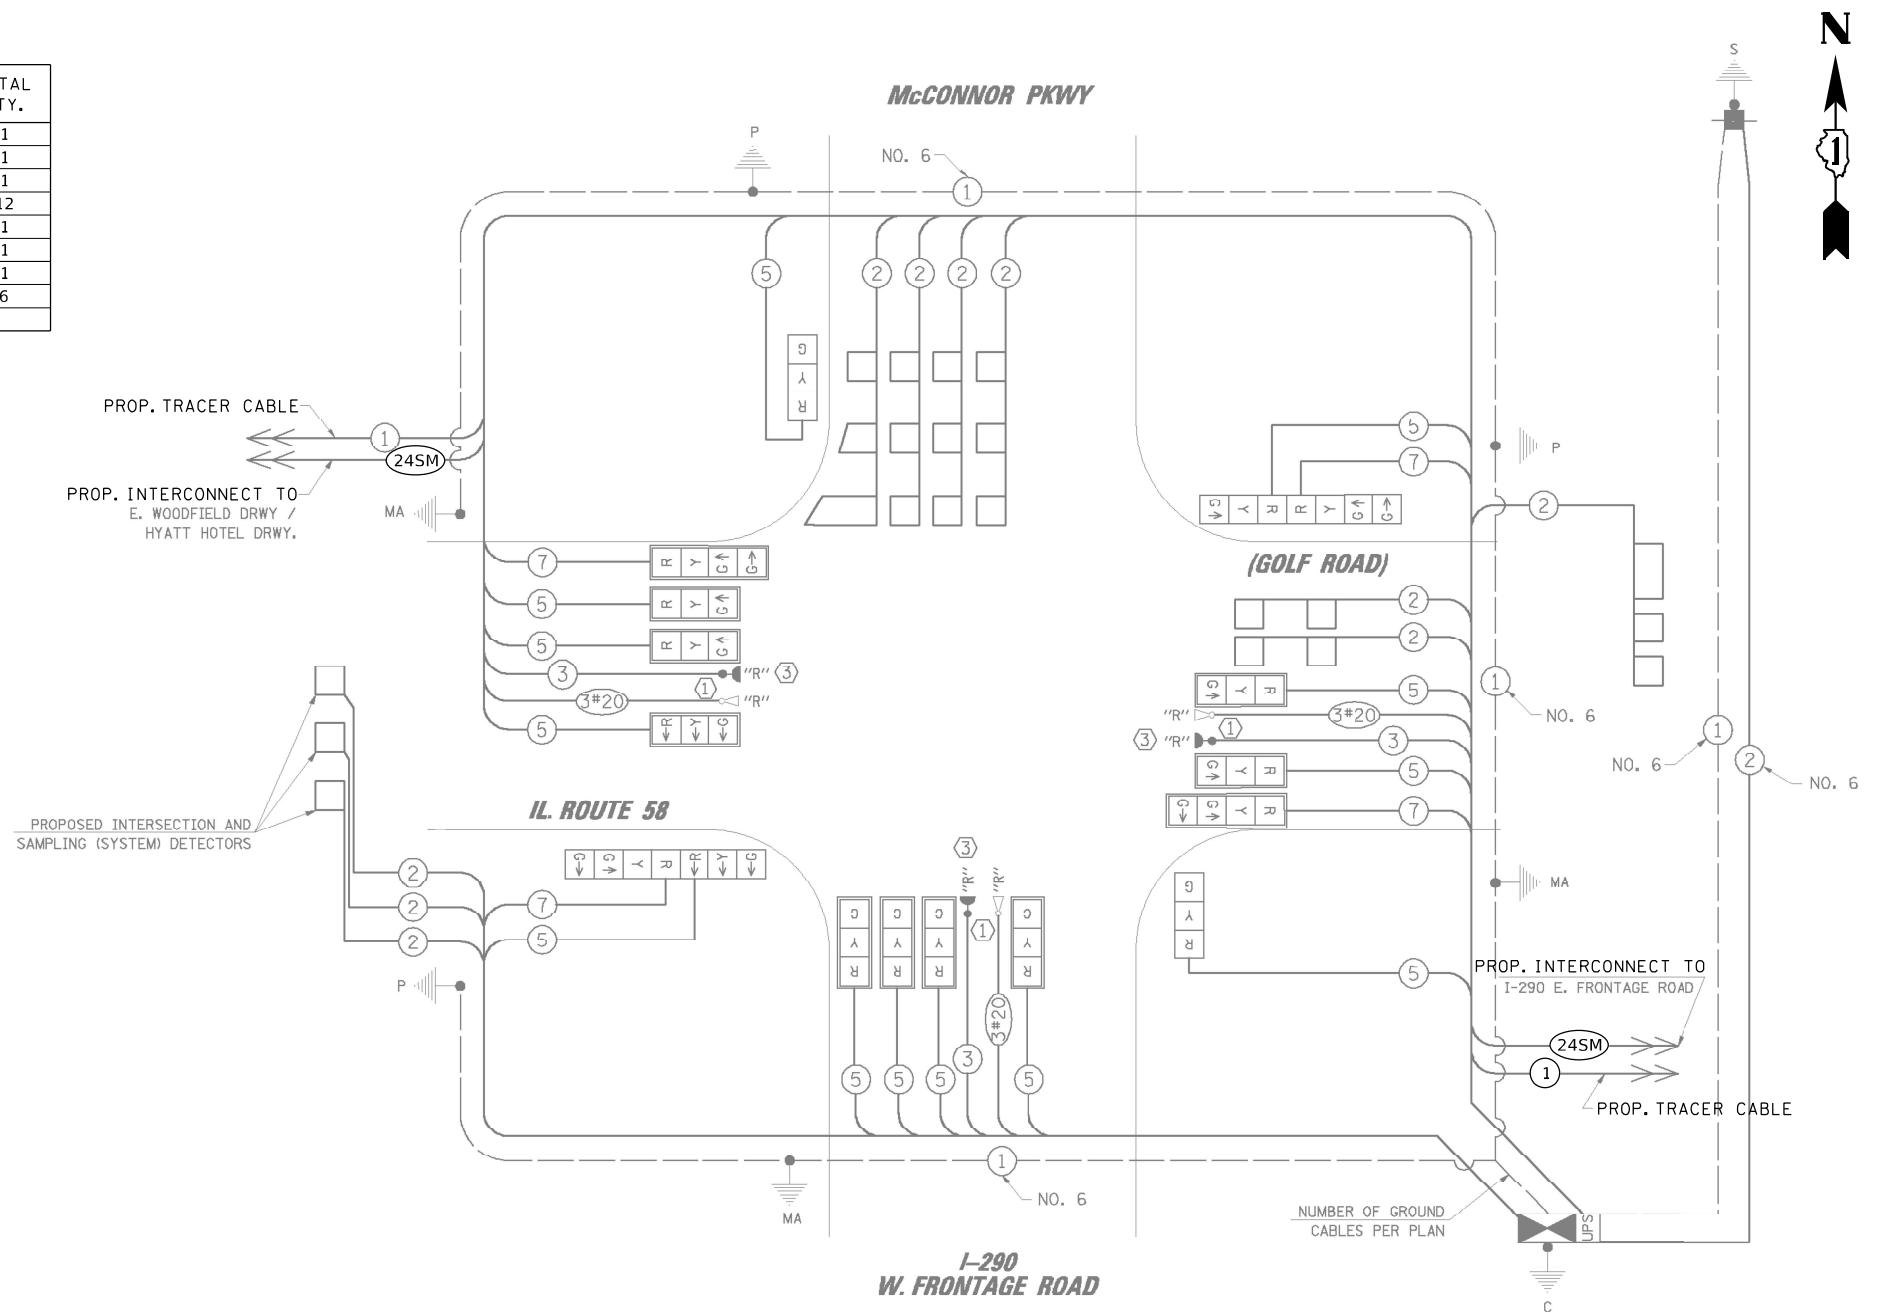 N
S
TAL
TY.
1
1
1
12
1
1
1
6
McCONNOR PKWY
P
NO. 6
1
5
2
2
2
2
G
Y
R
PROP. TRACER CABLE
1
24SM
PROP. INTERCONNECT TO
E. WOODFIELD DRWY /
HYATT HOTEL DRWY.
MA
5
7
P
G Y R R Y G G
2
(GOLF ROAD)
7
R Y G G
5
R Y G
5
R Y G
3
"R" 3
3#20
1
"R"
5
R Y G
2
2
G Y R
5
"R"
3#20
1
3 "R"
3
G Y R
5
G G Y R
7
1
NO. 6
1
NO. 6
2
NO. 6
IL. ROUTE 58
PROPOSED INTERSECTION AND
SAMPLING (SYSTEM) DETECTORS
2
2
2
G G Y R R Y G
7
5
P
3
"R"
"R"
1
G Y R
G Y R
G Y R
G Y R
5
5
5
3
3#20
5
G
Y
R
5
MA
PROP. INTERCONNECT TO
I-290 E. FRONTAGE ROAD
24SM
1
PROP. TRACER CABLE
1
NO. 6
MA
NUMBER OF GROUND
CABLES PER PLAN
UPS
C
I-290
W. FRONTAGE ROAD